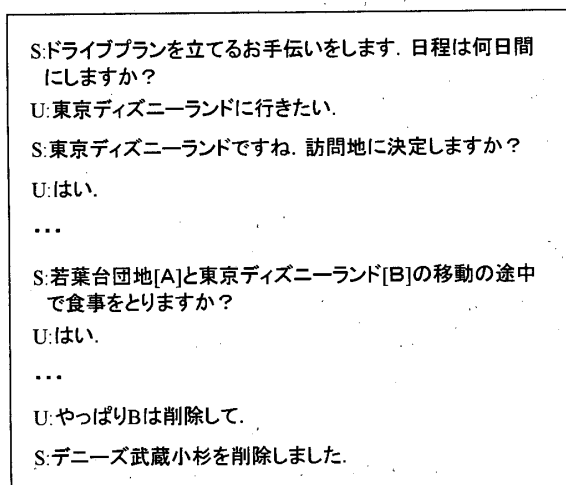 S:ドライブプランを立てるお手伝いをします. 日程は何日間
にしますか？
U:東京ディズニーランドに行きたい.
S:東京ディズニーランドですね. 訪問地に決定しますか？
U:はい.
・・・
S:若葉台団地[A]と東京ディズニーランド[B]の移動の途中
で食事をとりますか？
U:はい.
・・・
U:やっぱりBは削除して.
S:デニーズ武蔵小杉を削除しました.